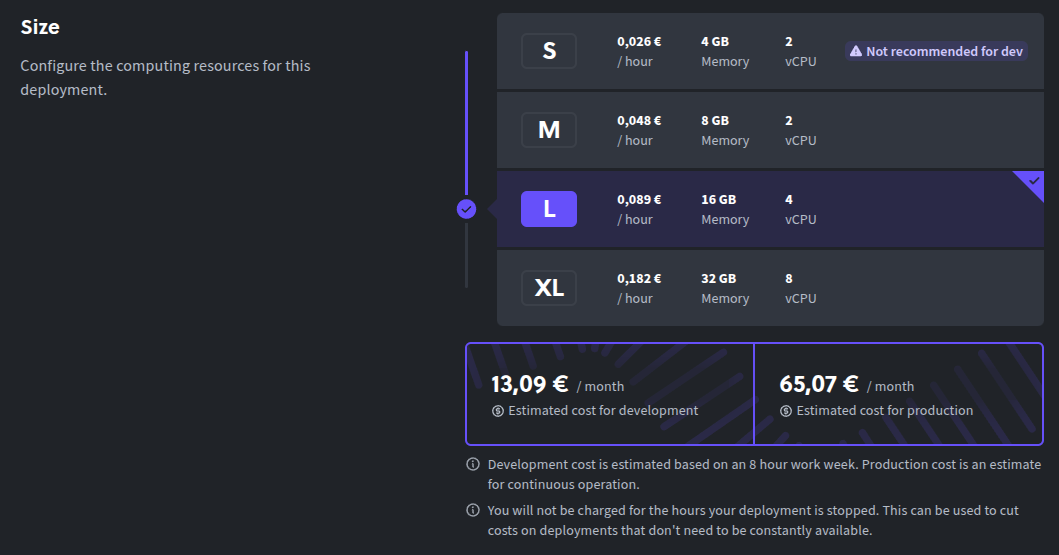 Size
Configure the computing resources for this
deployment.
S
0,026 € 4 GB 2
/ hour Memory vCPU
Not recommended for dev
M
0,048 € 8 GB 2
/ hour Memory vCPU
L
0,089 € 16 GB 4
/ hour Memory vCPU
XL
0,182 € 32 GB 8
/ hour Memory vCPU
13,09 € / month
Estimated cost for development
65,07 € / month
Estimated cost for production
Development cost is estimated based on an 8 hour work week. Production cost is an estimate
for continuous operation.
You will not be charged for the hours your deployment is stopped. This can be used to cut
costs on deployments that don't need to be constantly available.